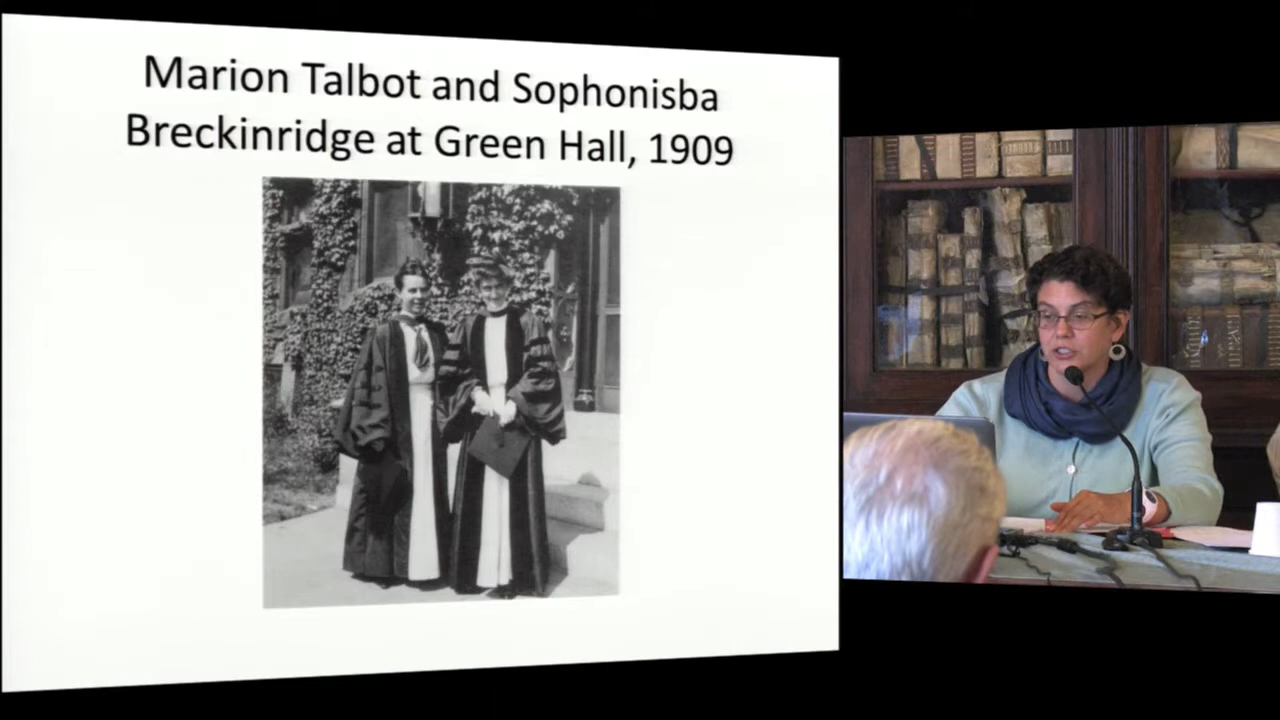 Marion Talbot and Sophonisba
Breckinridge at Green Hall, 1909